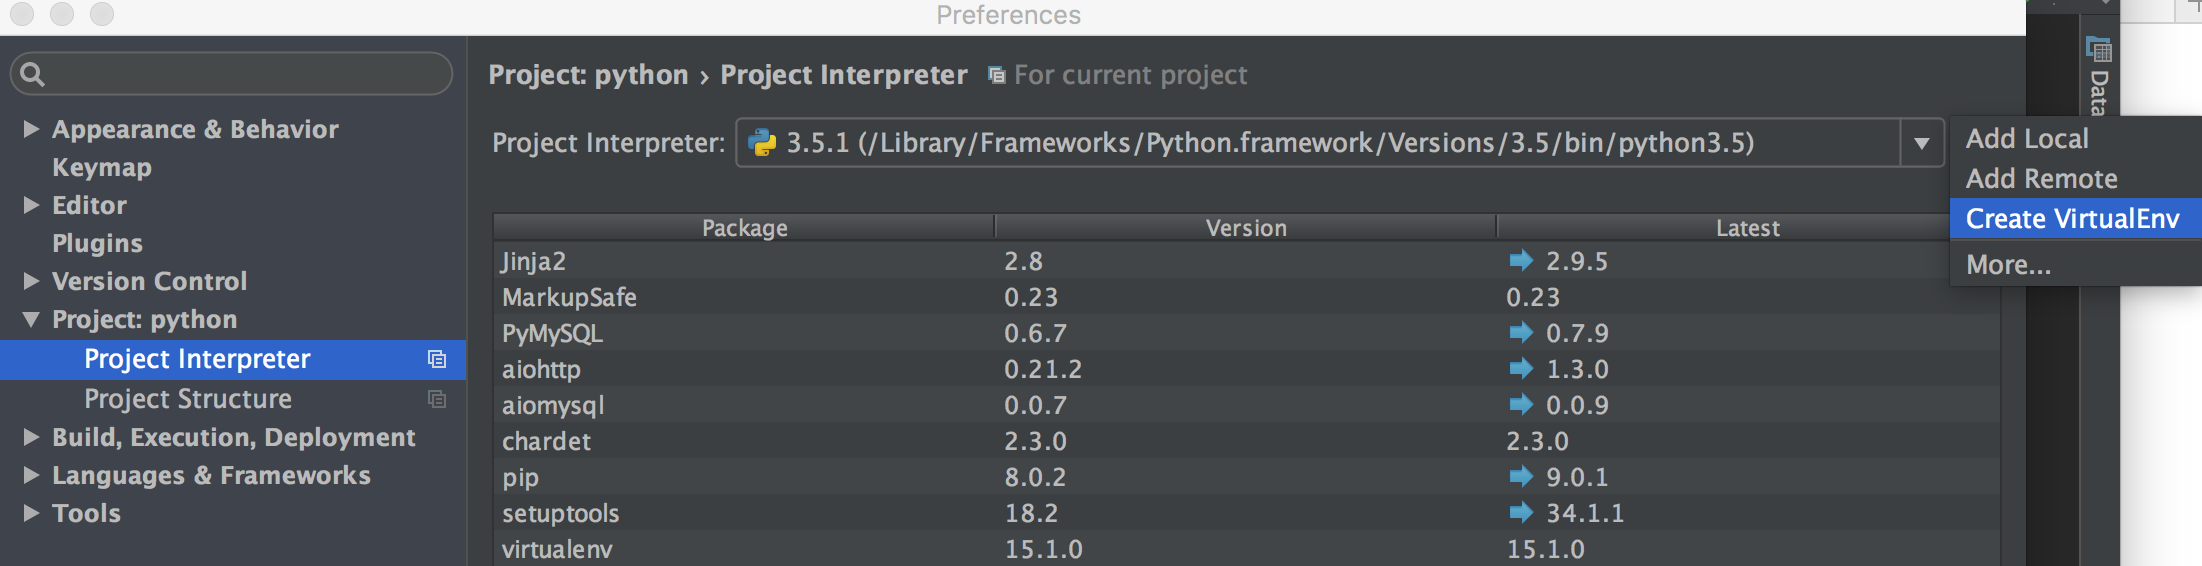 Preferences
Appearance & Behavior
Keymap
Editor
Plugins
Version Control
Project: python
Project Interpreter
Project Structure
Build, Execution, Deployment
Languages & Frameworks
Tools
Project: python › Project Interpreter For current project
Project Interpreter: 3.5.1 (/Library/Frameworks/Python.framework/Versions/3.5/bin/python3.5)
Package Version Latest
Jinja2 2.8 2.9.5
MarkupSafe 0.23 0.23
PyMySQL 0.6.7 0.7.9
aiohttp 0.21.2 1.3.0
aiomysql 0.0.7 0.0.9
chardet 2.3.0 2.3.0
pip 8.0.2 9.0.1
setuptools 18.2 34.1.1
virtualenv 15.1.0 15.1.0
Add Local
Add Remote
Create VirtualEnv
More...
Data